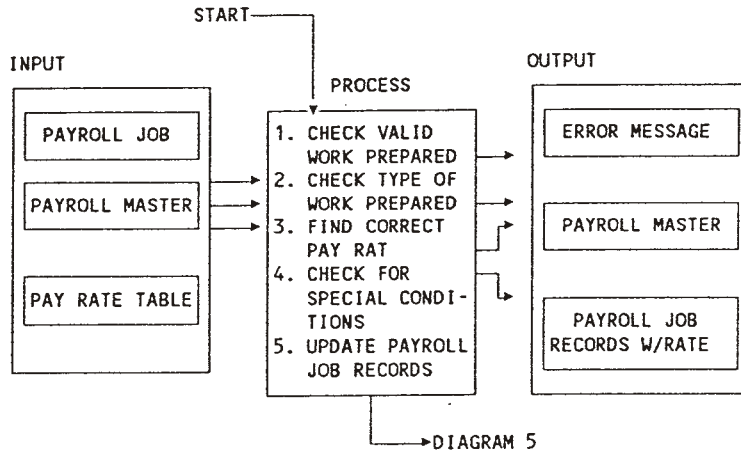 START
INPUT
PAYROLL JOB
PAYROLL MASTER
PAY RATE TABLE
PROCESS
1. CHECK VALID
WORK PREPARED
2. CHECK TYPE OF
WORK PREPARED
3. FIND CORRECT
PAY RAT
4. CHECK FOR
SPECIAL CONDI-
TIONS
5. UPDATE PAYROLL
JOB RECORDS
OUTPUT
ERROR MESSAGE
PAYROLL MASTER
PAYROLL JOB
RECORDS W/RATE
DIAGRAM 5